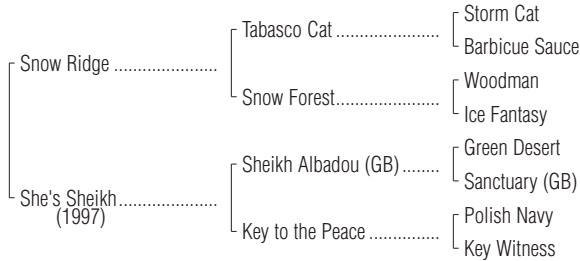 Storm Cat
Tabasco Cat ......................
Barbicue Sauce
Snow Ridge ......................
Woodman
Snow Forest......................
Ice Fantasy
Green Desert
Sheikh Albadou (GB) ........
Sanctuary (GB)
She's Sheikh.....................
(1997)
Polish Navy
Key to the Peace ...............
Key Witness